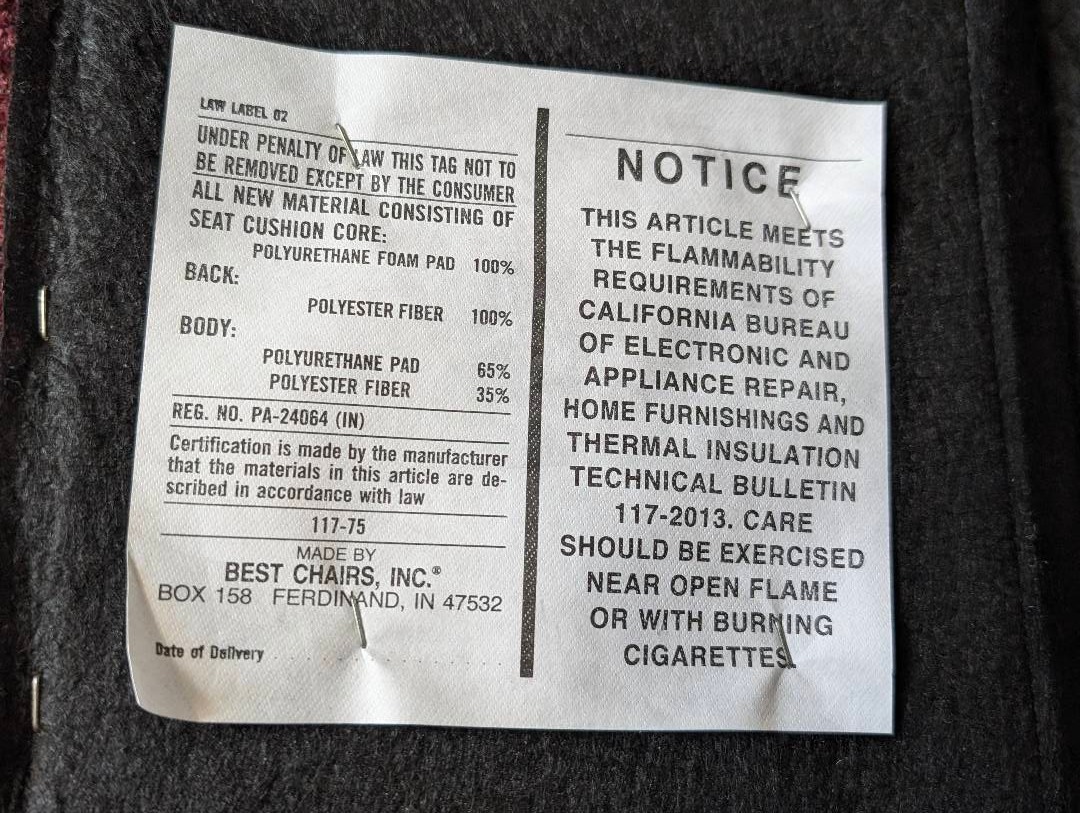 LAW LABEL 02
UNDER PENALTY OF LAW THIS TAG NOT TO
BE REMOVED EXCEPT BY THE CONSUMER
ALL NEW MATERIAL CONSISTING OF
SEAT CUSHION CORE:
POLYURETHANE FOAM PAD 100%
BACK:
POLYESTER FIBER 100%
BODY:
POLYURETHANE PAD 65%
POLYESTER FIBER 35%
REG. NO. PA-24064 (IN)
Certification is made by the manufacturer
that the materials in this article are de-
scribed in accordance with law
117-75
MADE BY
BEST CHAIRS, INC.®
BOX 158 FERDINAND, IN 47532
Date of Delivery
NOTICE
THIS ARTICLE MEETS
THE FLAMMABILITY
REQUIREMENTS OF
CALIFORNIA BUREAU
OF ELECTRONIC AND
APPLIANCE REPAIR,
HOME FURNISHINGS AND
THERMAL INSULATION
TECHNICAL BULLETIN
117-2013. CARE
SHOULD BE EXERCISED
NEAR OPEN FLAME
OR WITH BURNING
CIGARETTES.